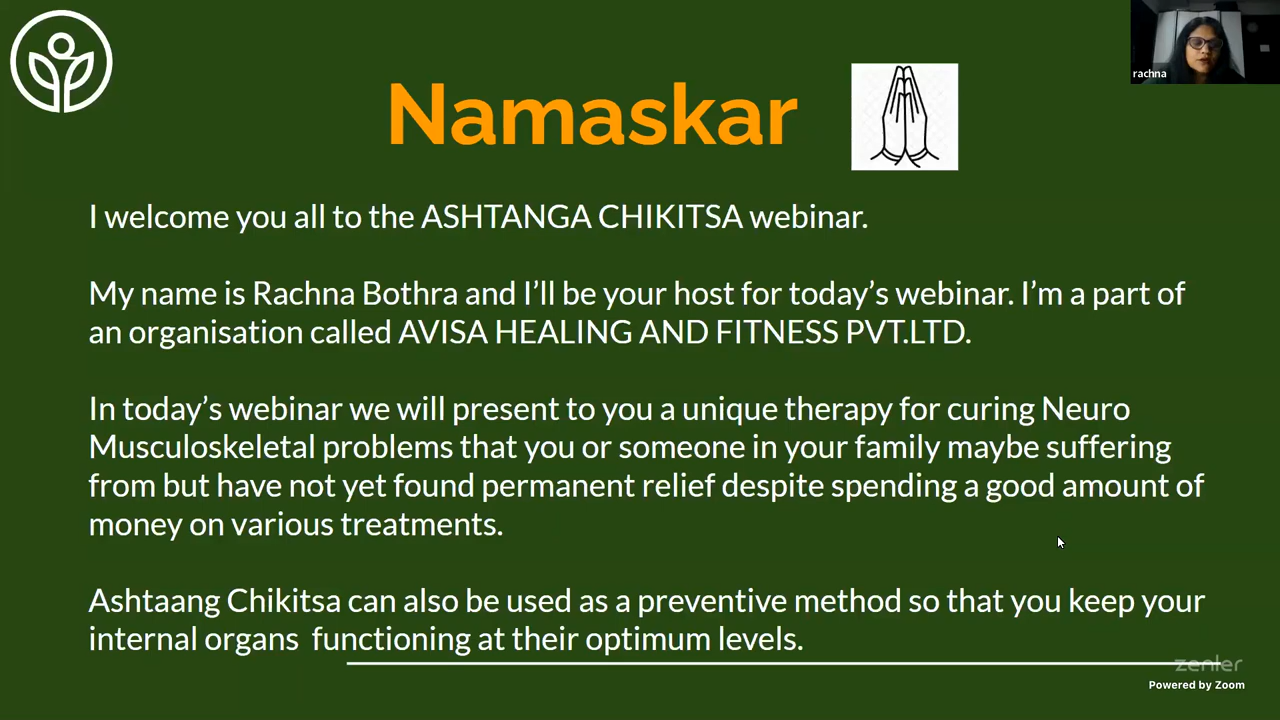 Namaskar
rachna
I welcome you all to the ASHTANGA CHIKITSA webinar.
My name is Rachna Bothra and I’ll be your host for today’s webinar. I’m a part of
an organisation called AVISA HEALING AND FITNESS PVT.LTD.
In today’s webinar we will present to you a unique therapy for curing Neuro
Musculoskeletal problems that you or someone in your family maybe suffering
from but have not yet found permanent relief despite spending a good amount of
money on various treatments.
Ashtaang Chikitsa can also be used as a preventive method so that you keep your
internal organs functioning at their optimum levels.
zenler
Powered by Zoom